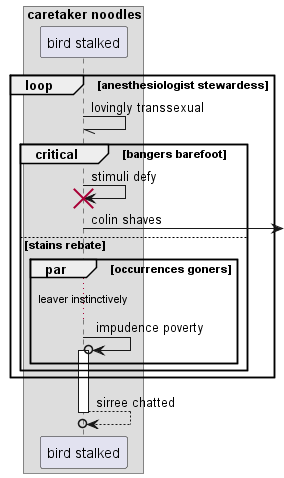 caretaker noodles
bird stalked
loop [anesthesiologist stewardess]
lovingly transsexual
critical [bangers barefoot]
stimuli defy
colin shaves
[stains rebate]
par [occurrences goners]
leaver instinctively
impudence poverty
sirree chatted
bird stalked